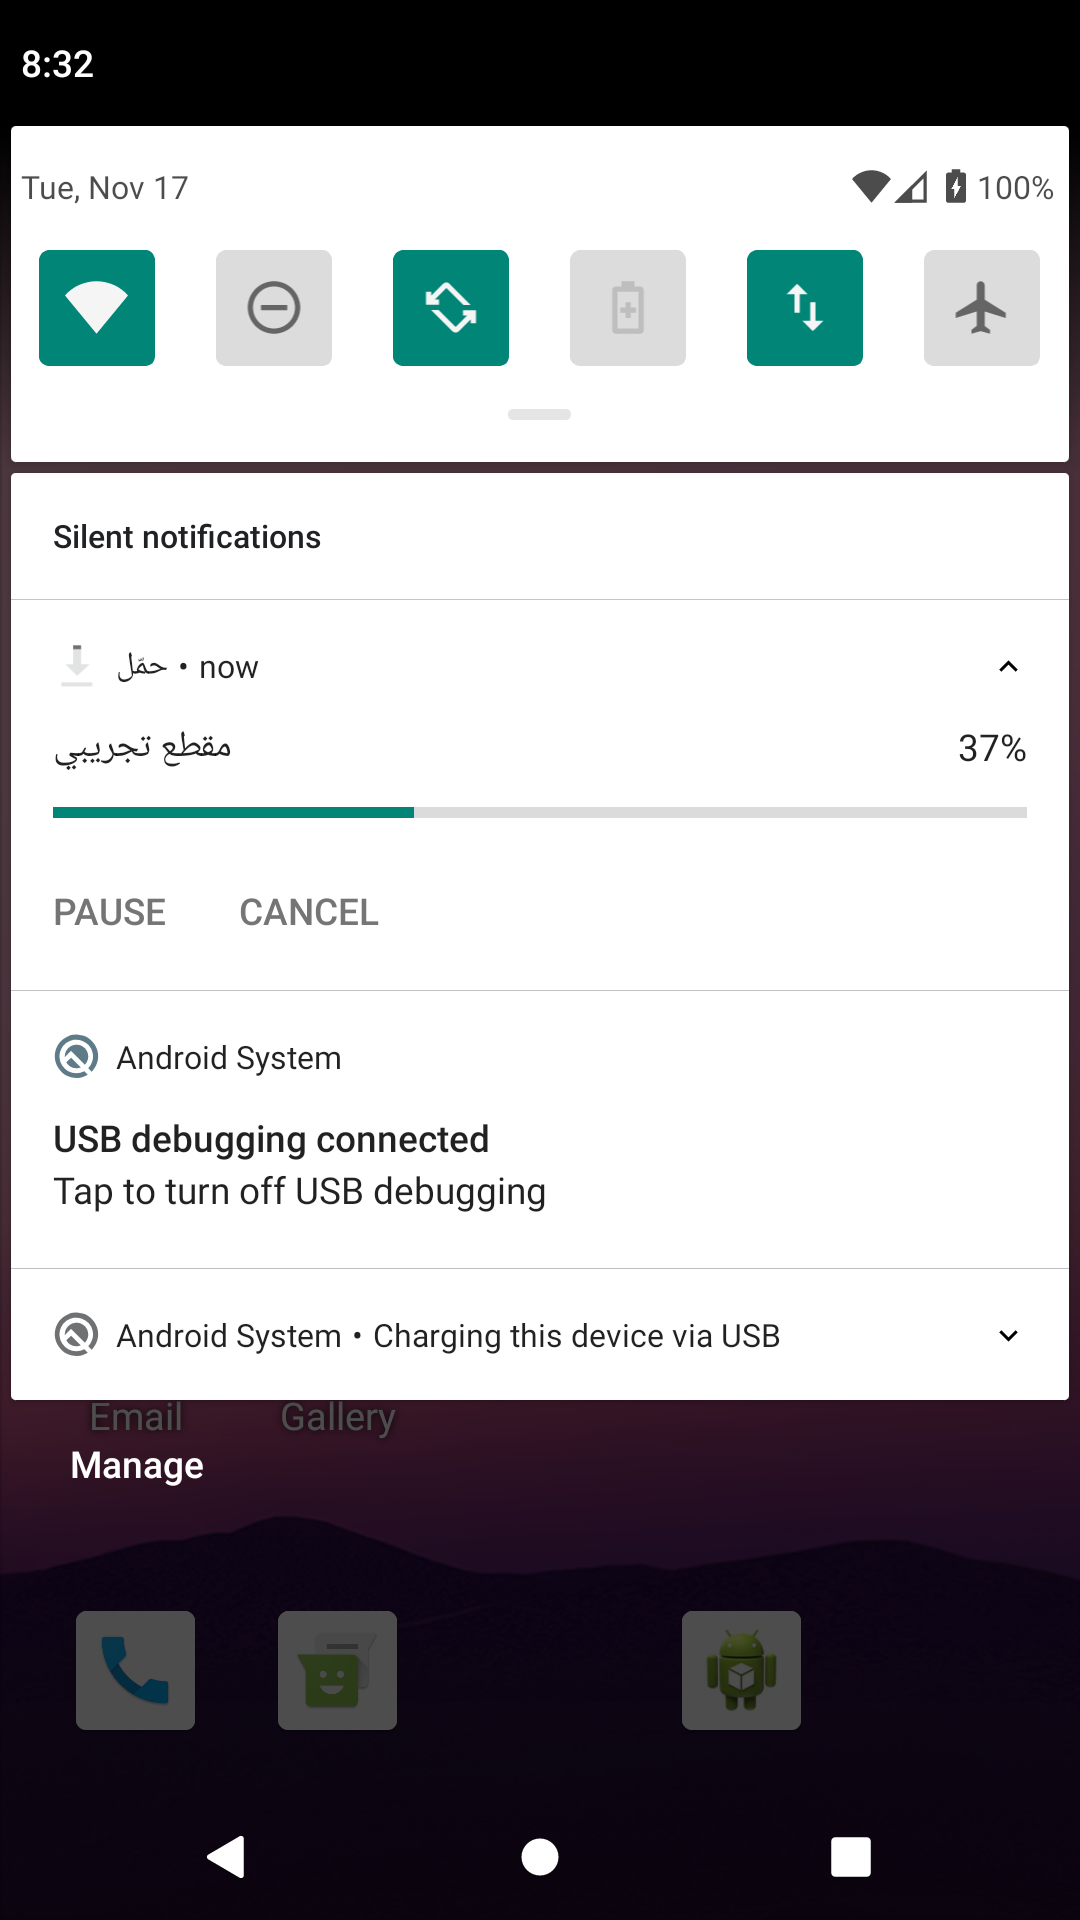 8:32
Tue, Nov 17
100%
Silent notifications
حمّل • now
مقطع تجريبي
37%
PAUSE CANCEL
Android System
USB debugging connected
Tap to turn off USB debugging
Android System • Charging this device via USB
Email Gallery
Manage